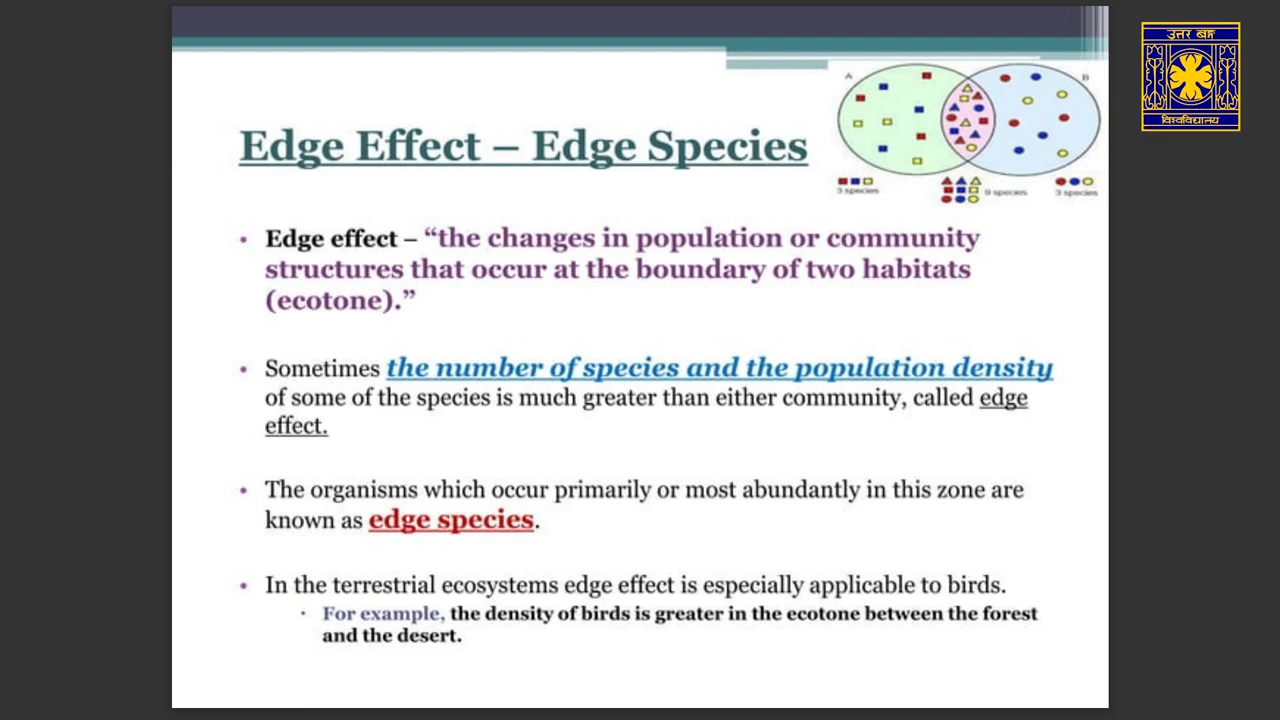 उत्तर बङ्ग
विश्वविद्यालय
A
B
Edge Effect – Edge Species
3 species
9 species
3 species
• Edge effect – “the changes in population or community
structures that occur at the boundary of two habitats
(ecotone).”
• Sometimes the number of species and the population density
of some of the species is much greater than either community, called edge
effect.
• The organisms which occur primarily or most abundantly in this zone are
known as edge species.
• In the terrestrial ecosystems edge effect is especially applicable to birds.
▪ For example, the density of birds is greater in the ecotone between the forest
and the desert.